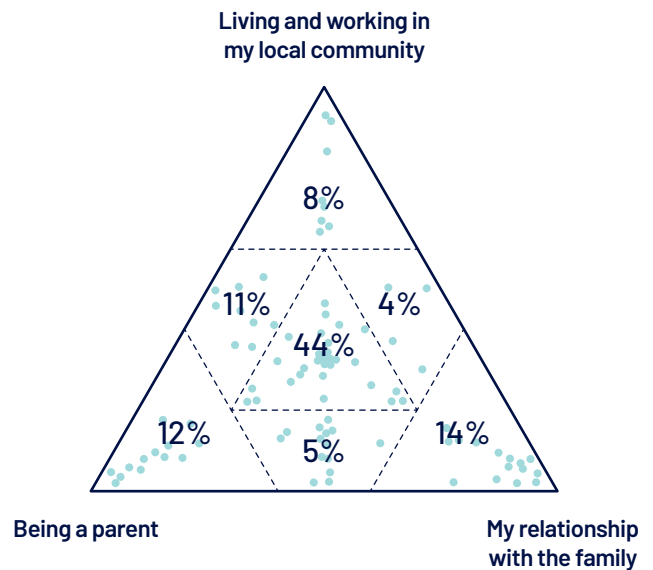 Living and working in
my local community
8%
11%
4%
44%
12%
5%
14%
Being a parent
My relationship
with the family